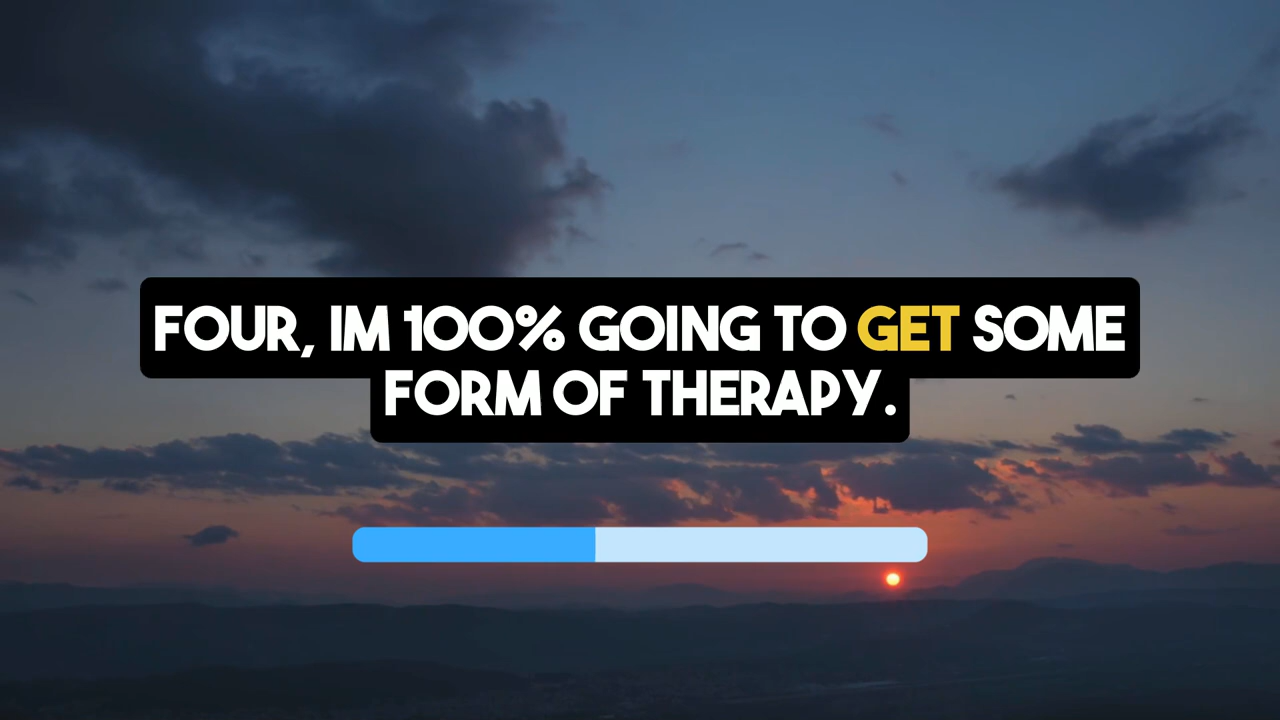 FOUR, IM 100% GOING TO GET SOME
FORM OF THERAPY.